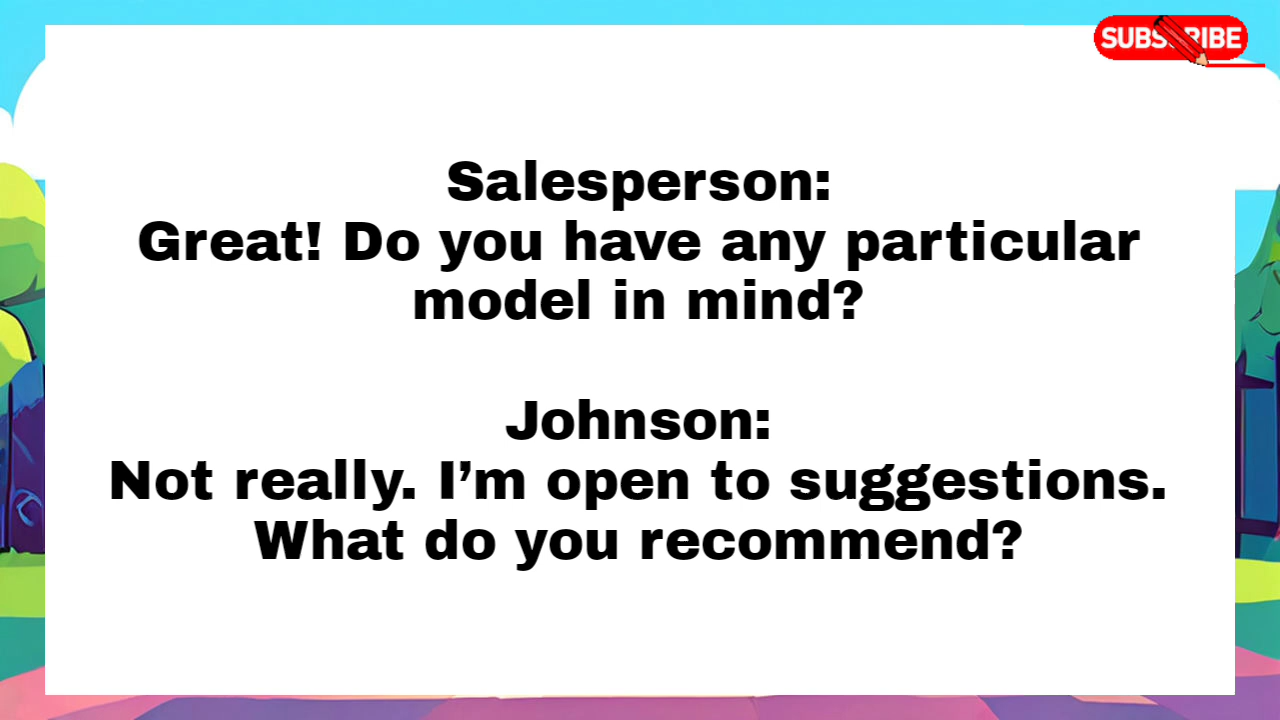 SUBSCRIBE
Salesperson:
Great! Do you have any particular
model in mind?
Johnson:
Not really. I’m open to suggestions.
What do you recommend?